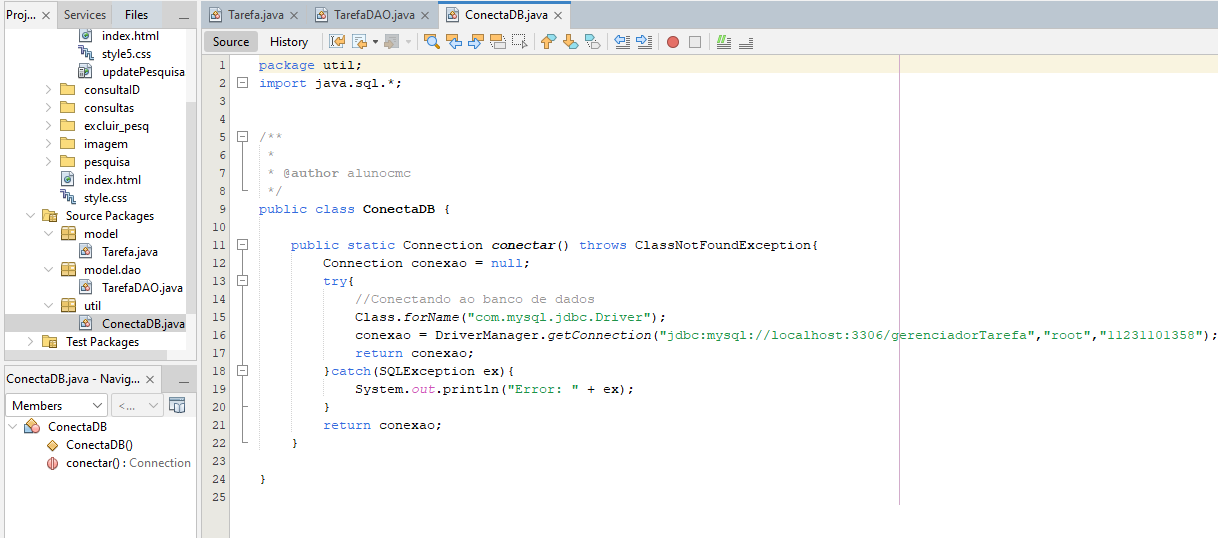 Proj...
Services
Files
index.html
style5.css
updatePesquisa
consultaID
consultas
excluir_pesq
imagem
pesquisa
index.html
style.css
Source Packages
model
Tarefa.java
model.dao
TarefaDAO.java
util
ConectaDB.java
Test Packages
ConectaDB.java - Navig...
Members
<...
ConectaDB
ConectaDB()
conectar() : Connection
Tarefa.java
TarefaDAO.java
ConectaDB.java
Source
History
1 package util;
2 import java.sql.*;
3
4
5 /**
6 *
7 * @author alunocmc
8 */
9 public class ConectaDB {
10
11 public static Connection conectar() throws ClassNotFoundException{
12 Connection conexao = null;
13 try{
14 //Conectando ao banco de dados
15 Class.forName("com.mysql.jdbc.Driver");
16 conexao = DriverManager.getConnection("jdbc:mysql://localhost:3306/gerenciadorTarefa","root","11231101358");
17 return conexao;
18 }catch(SQLException ex){
19 System.out.println("Error: " + ex);
20 }
21 return conexao;
22 }
23
24 }
25